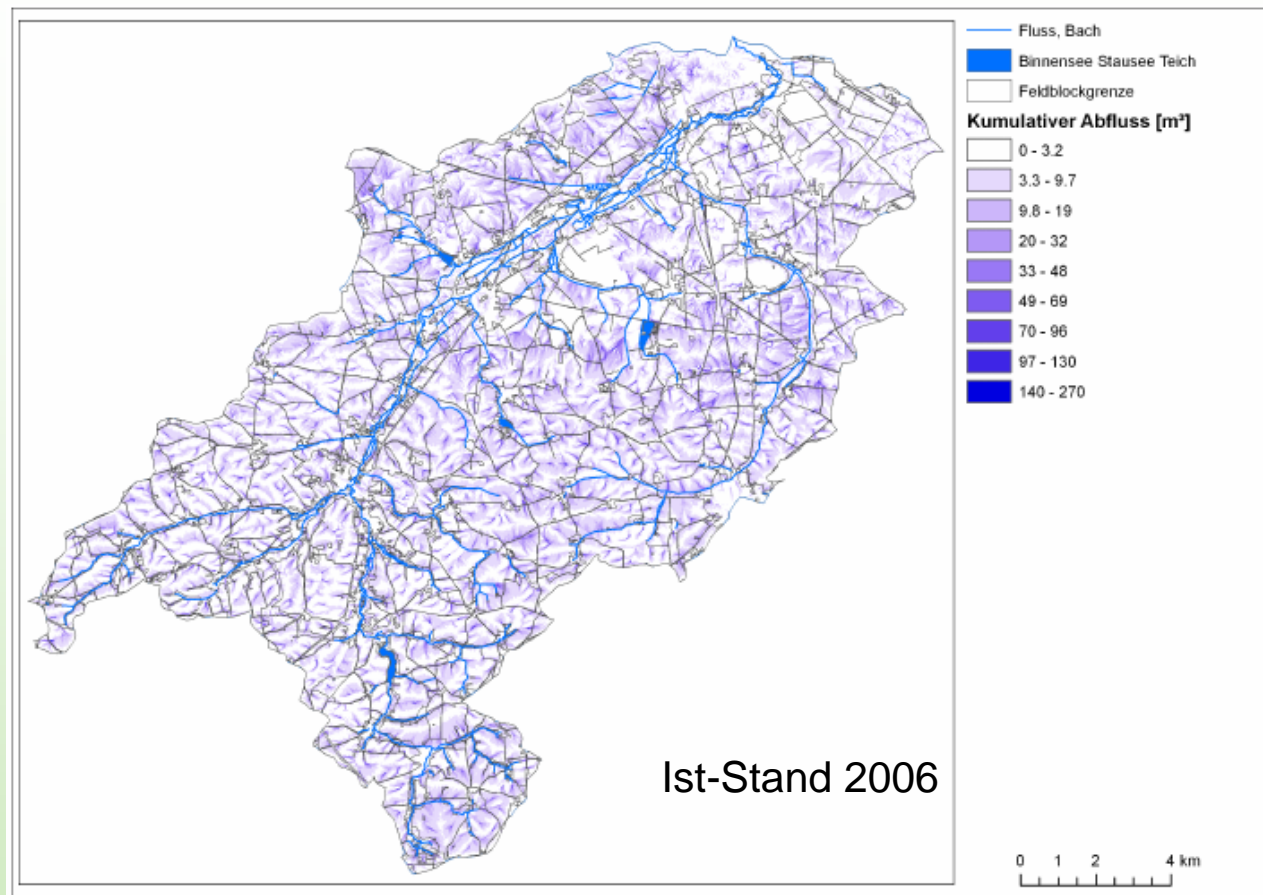 Fluss, Bach
Binnensee Stausee Teich
Feldblockgrenze
Kumulativer Abfluss [m³]
0 - 3.2
3.3 - 9.7
9.8 - 19
20 - 32
33 - 48
49 - 69
70 - 96
97 - 130
140 - 270
Ist-Stand 2006
0 1 2 4 km